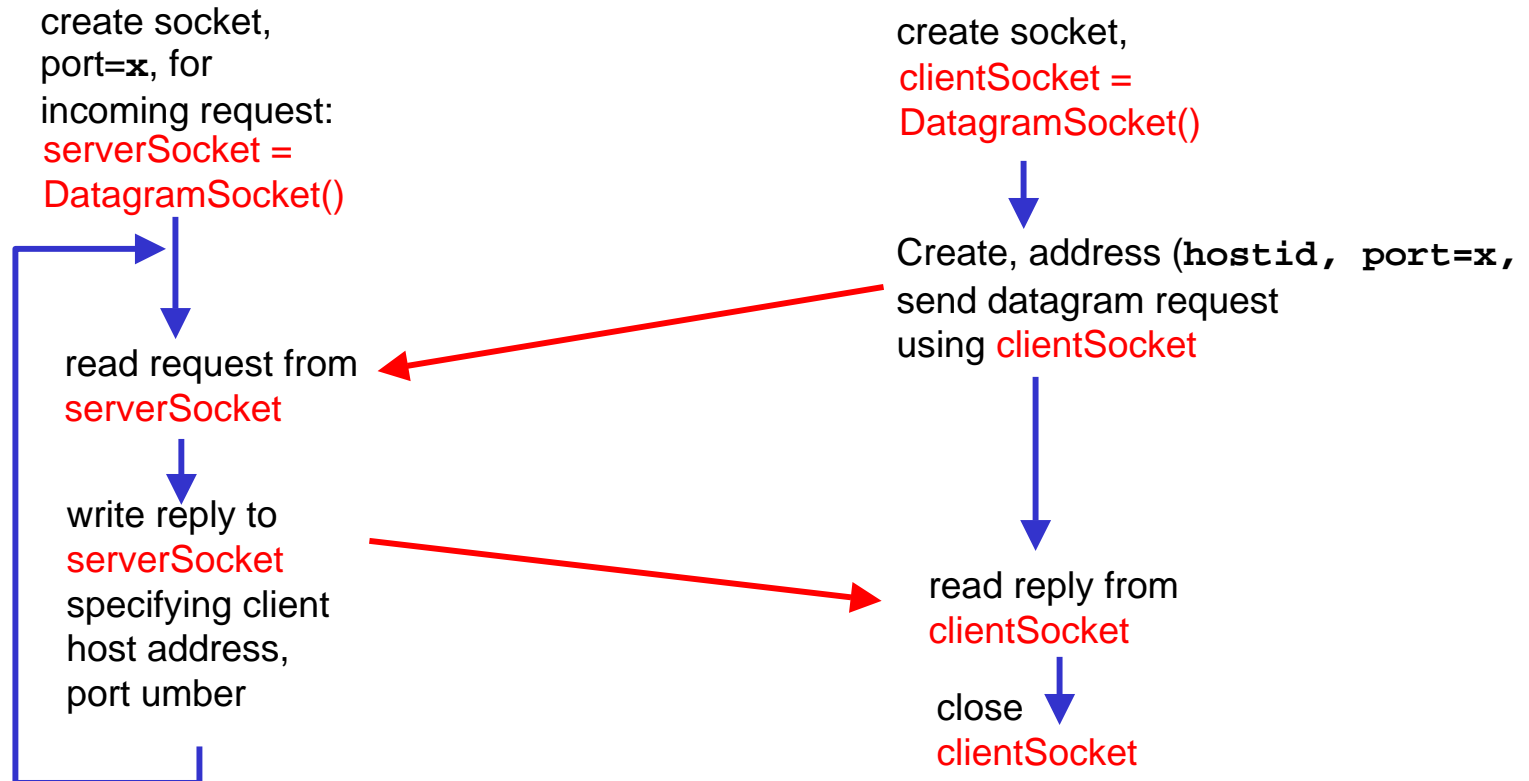 create socket,
port=x, for
incoming request:
serverSocket =
DatagramSocket()
read request from
serverSocket
write reply to
serverSocket
specifying client
host address,
port umber
create socket,
clientSocket =
DatagramSocket()
Create, address (hostid, port=x,
send datagram request
using clientSocket
read reply from
clientSocket
close
clientSocket